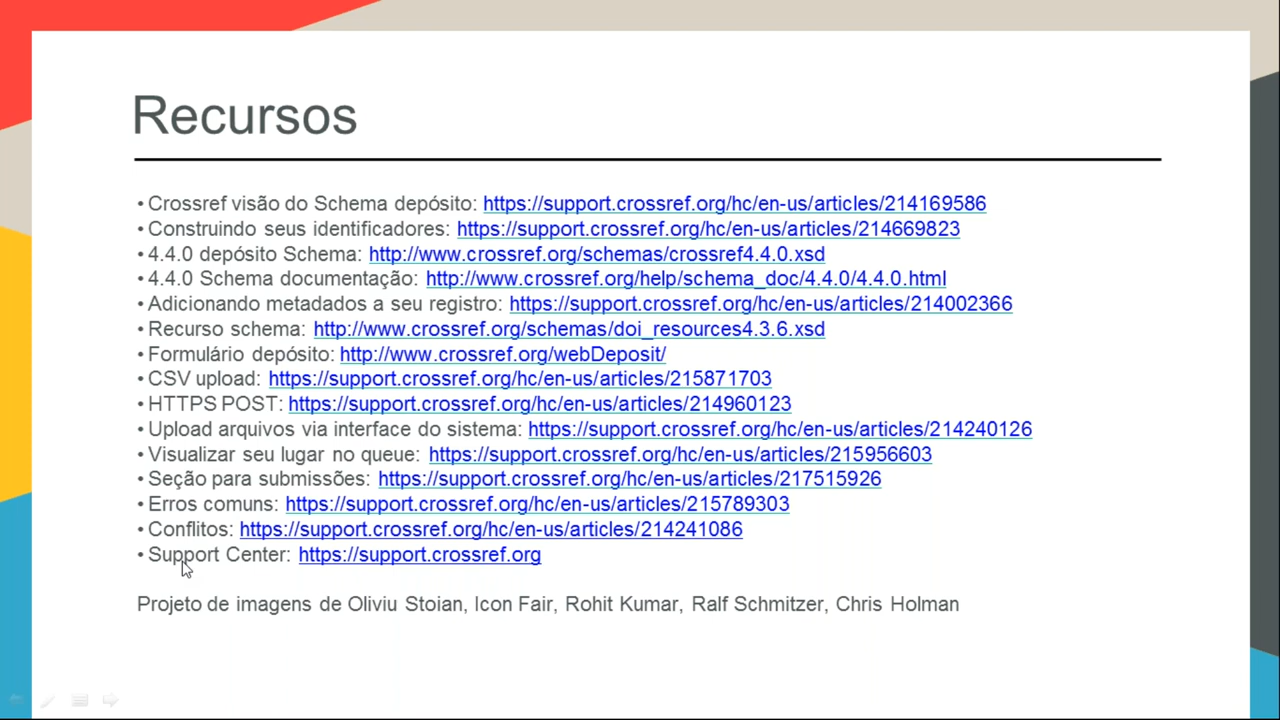 Recursos
• Crossref visão do Schema depósito: https://support.crossref.org/hc/en-us/articles/214169586
• Construindo seus identificadores: https://support.crossref.org/hc/en-us/articles/214669823
• 4.4.0 depósito Schema: http://www.crossref.org/schemas/crossref4.4.0.xsd
• 4.4.0 Schema documentação: http://www.crossref.org/help/schema_doc/4.4.0/4.4.0.html
• Adicionando metadados a seu registro: https://support.crossref.org/hc/en-us/articles/214002366
• Recurso schema: http://www.crossref.org/schemas/doi_resources4.3.6.xsd
• Formulário depósito: http://www.crossref.org/webDeposit/
• CSV upload: https://support.crossref.org/hc/en-us/articles/215871703
• HTTPS POST: https://support.crossref.org/hc/en-us/articles/214960123
• Upload arquivos via interface do sistema: https://support.crossref.org/hc/en-us/articles/214240126
• Visualizar seu lugar no queue: https://support.crossref.org/hc/en-us/articles/215956603
• Seção para submissões: https://support.crossref.org/hc/en-us/articles/217515926
• Erros comuns: https://support.crossref.org/hc/en-us/articles/215789303
• Conflitos: https://support.crossref.org/hc/en-us/articles/214241086
• Support Center: https://support.crossref.org
Projeto de imagens de Oliviu Stoian, Icon Fair, Rohit Kumar, Ralf Schmitzer, Chris Holman